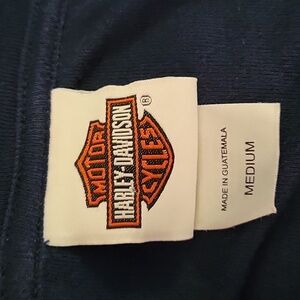 MOTOR
HARLEY-DAVIDSON
CYCLES
®
MADE IN GUATEMALA
MEDIUM